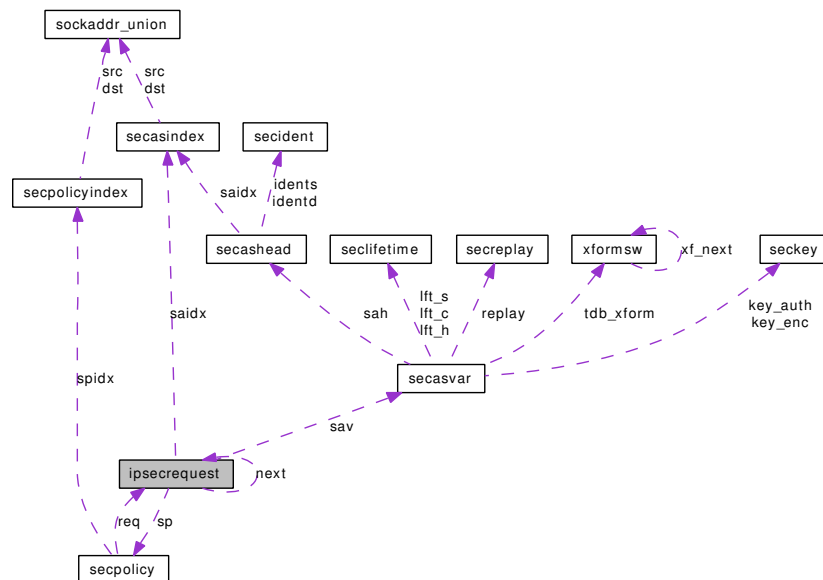 sockaddr_union
src
dst
src
dst
secasindex
secident
secpolicyindex
saidx
idents
identd
secashead
seclifetime
secreplay
xformsw
xf_next
seckey
saidx
sah
lft_s
lft_c
lft_h
replay
tdb_xform
key_auth
key_enc
spidx
secasvar
sav
ipsecrequest
next
req
sp
secpolicy